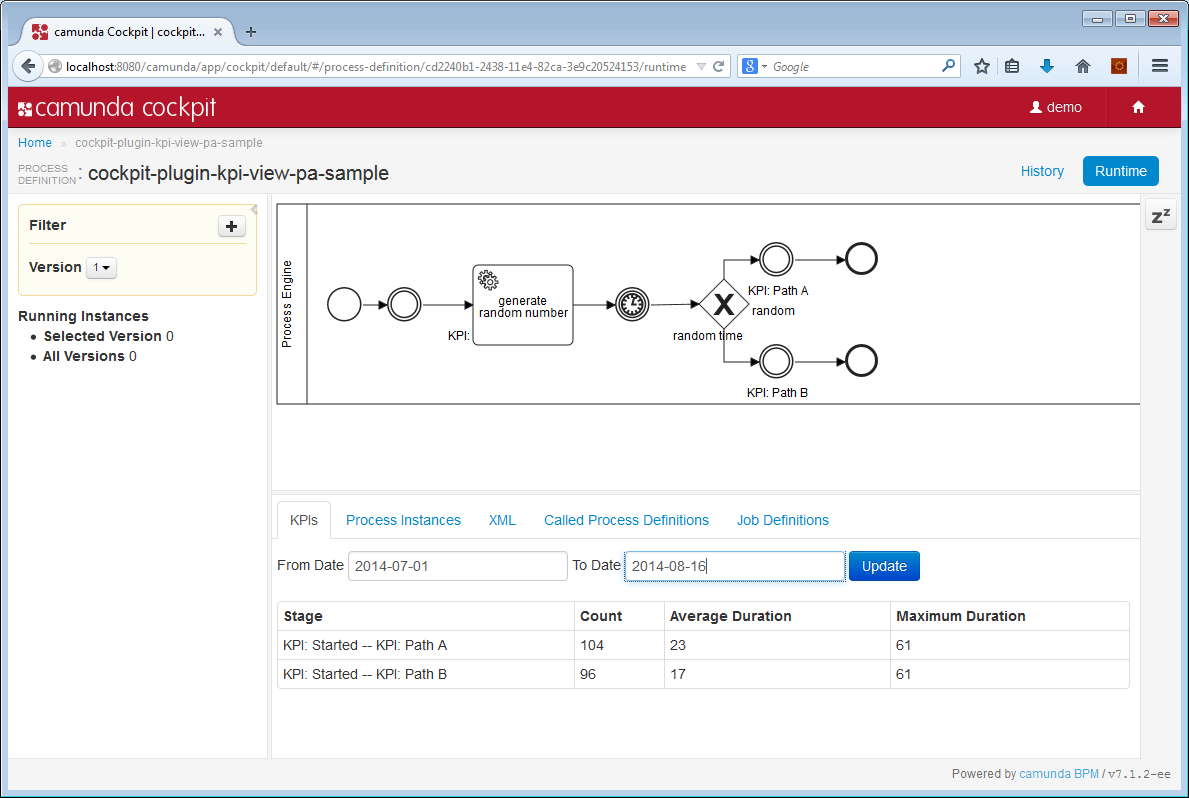 camunda Cockpit | cockpit...
localhost:8080/camunda/app/cockpit/default/#/process-definition/cd2240b1-2438-11e4-82ca-3e9c20524153/runtime
Google
camunda cockpit
demo
Home » cockpit-plugin-kpi-view-pa-sample
PROCESS DEFINITION : cockpit-plugin-kpi-view-pa-sample
History
Runtime
Filter
+
Version 1
Running Instances
• Selected Version 0
• All Versions 0
Process Engine
generate
random number
KPI:
random time
KPI: Path A
random
KPI: Path B
zz
KPIs Process Instances XML Called Process Definitions Job Definitions
From Date 2014-07-01 To Date 2014-08-16 Update
Stage Count Average Duration Maximum Duration
KPI: Started -- KPI: Path A 104 23 61
KPI: Started -- KPI: Path B 96 17 61
Powered by camunda BPM / v7.1.2-ee